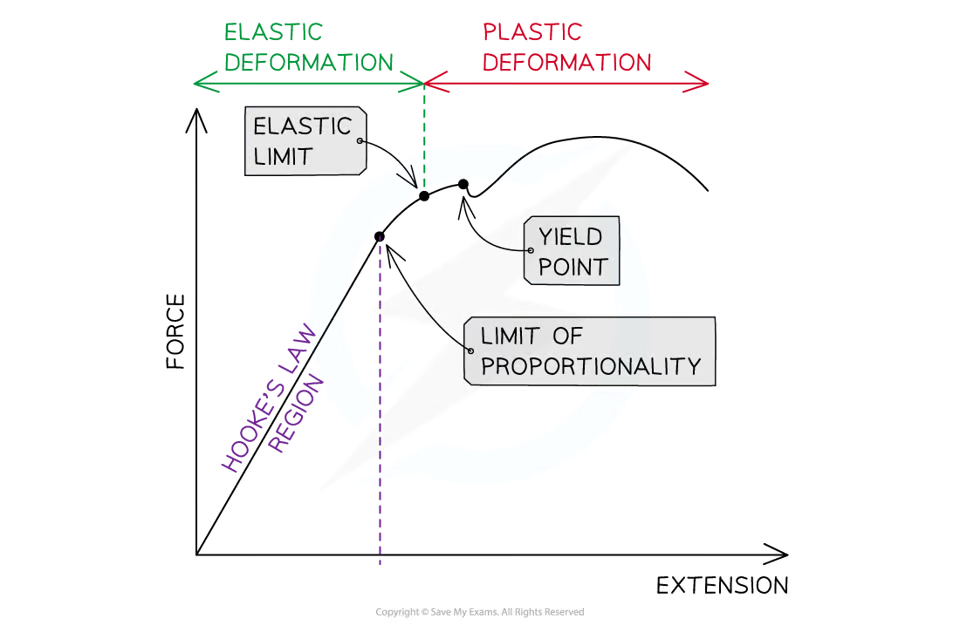 ELASTIC
DEFORMATION
PLASTIC
DEFORMATION
ELASTIC
LIMIT
YIELD
POINT
LIMIT OF
PROPORTIONALITY
FORCE
HOOKE'S LAW
REGION
EXTENSION
Copyright © Save My Exams. All Rights Reserved